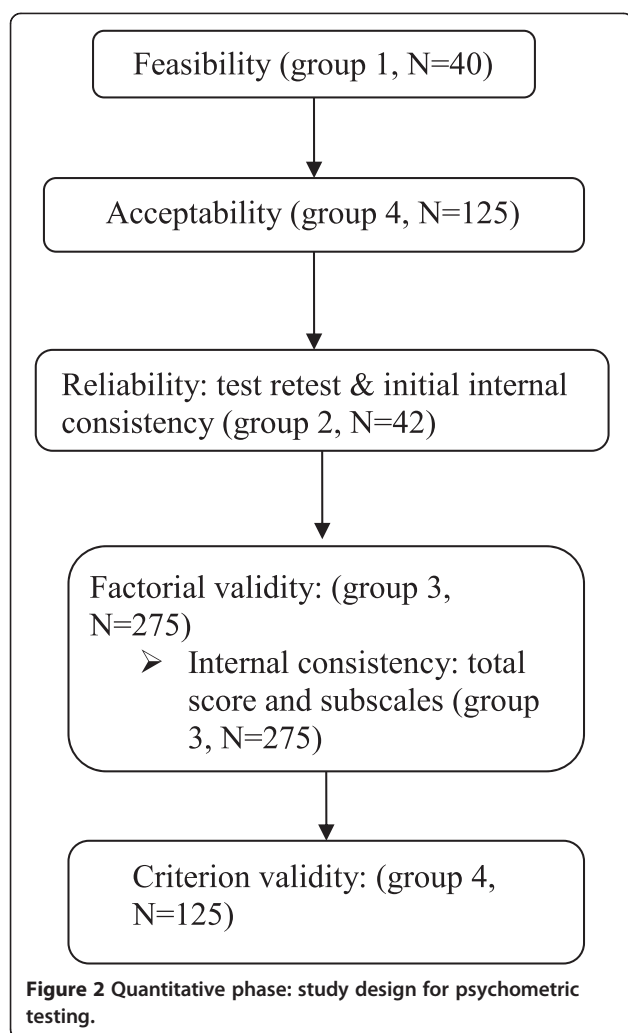 Feasibility (group 1, N=40)
Acceptability (group 4, N=125)
Reliability: test retest & initial internal
consistency (group 2, N=42)
Factorial validity: (group 3,
N=275)
➢ Internal consistency: total
score and subscales (group
3, N=275)
Criterion validity: (group 4,
N=125)
Figure 2 Quantitative phase: study design for psychometric
testing.